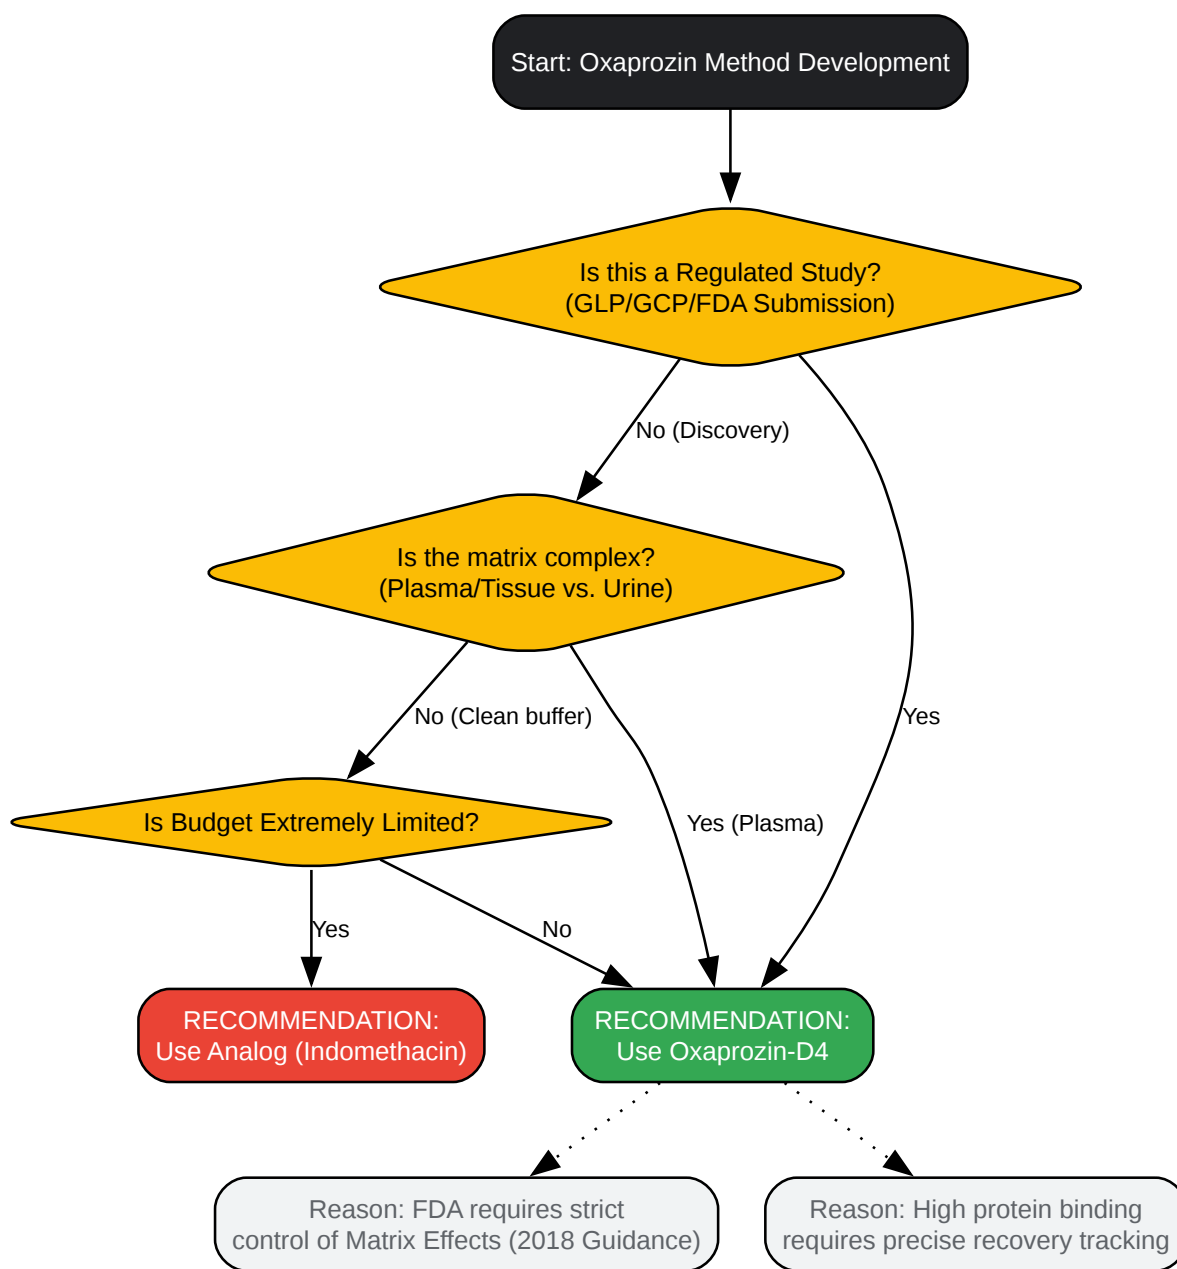 Start: Oxaprozin Method Development
Is this a Regulated Study?
(GLP/GCP/FDA Submission)
No (Discovery)
Is the matrix complex?
(Plasma/Tissue vs. Urine)
No (Clean buffer)
Yes
Is Budget Extremely Limited?
Yes (Plasma)
Yes
No
RECOMMENDATION:
Use Analog (Indomethacin)
RECOMMENDATION:
Use Oxaprozin-D4
Reason: FDA requires strict
control of Matrix Effects (2018 Guidance)
Reason: High protein binding
requires precise recovery tracking